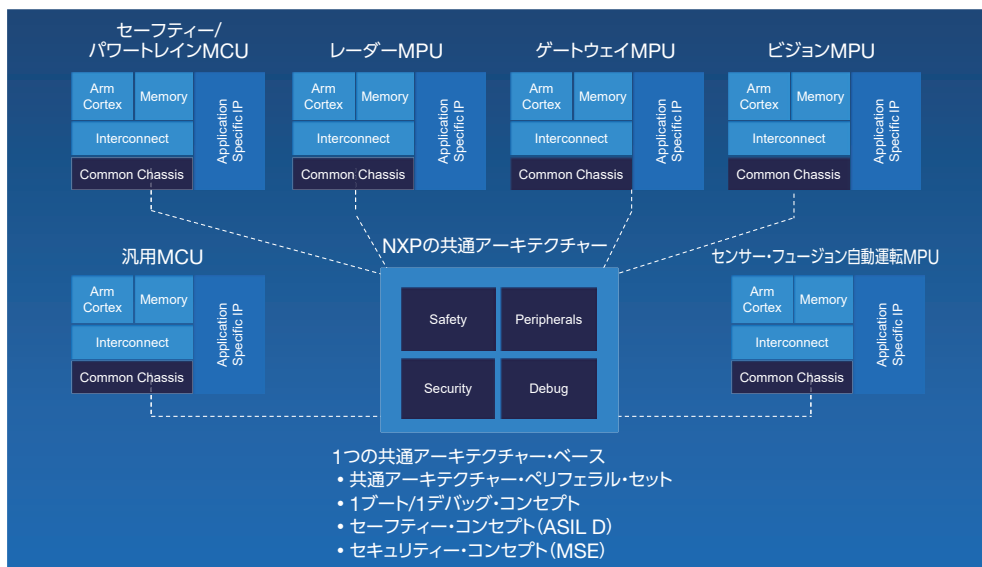 セーフティー/
パワートレインMCU
Arm
Cortex
Memory
Interconnect
Common Chassis
Application
Specific IP
レーダーMPU
Arm
Cortex
Memory
Interconnect
Common Chassis
Application
Specific IP
ゲートウェイMPU
Arm
Cortex
Memory
Interconnect
Common Chassis
Application
Specific IP
ビジョンMPU
Arm
Cortex
Memory
Interconnect
Common Chassis
Application
Specific IP
汎用MCU
Arm
Cortex
Memory
Interconnect
Common Chassis
Application
Specific IP
NXPの共通アーキテクチャー
Safety
Peripherals
Security
Debug
センサー・フュージョン自動運転MPU
Arm
Cortex
Memory
Interconnect
Common Chassis
Application
Specific IP
1つの共通アーキテクチャー・ベース
• 共通アーキテクチャー・ペリフェラル・セット
• 1ブート/1デバッグ・コンセプト
• セーフティー・コンセプト(ASIL D)
• セキュリティー・コンセプト(MSE)